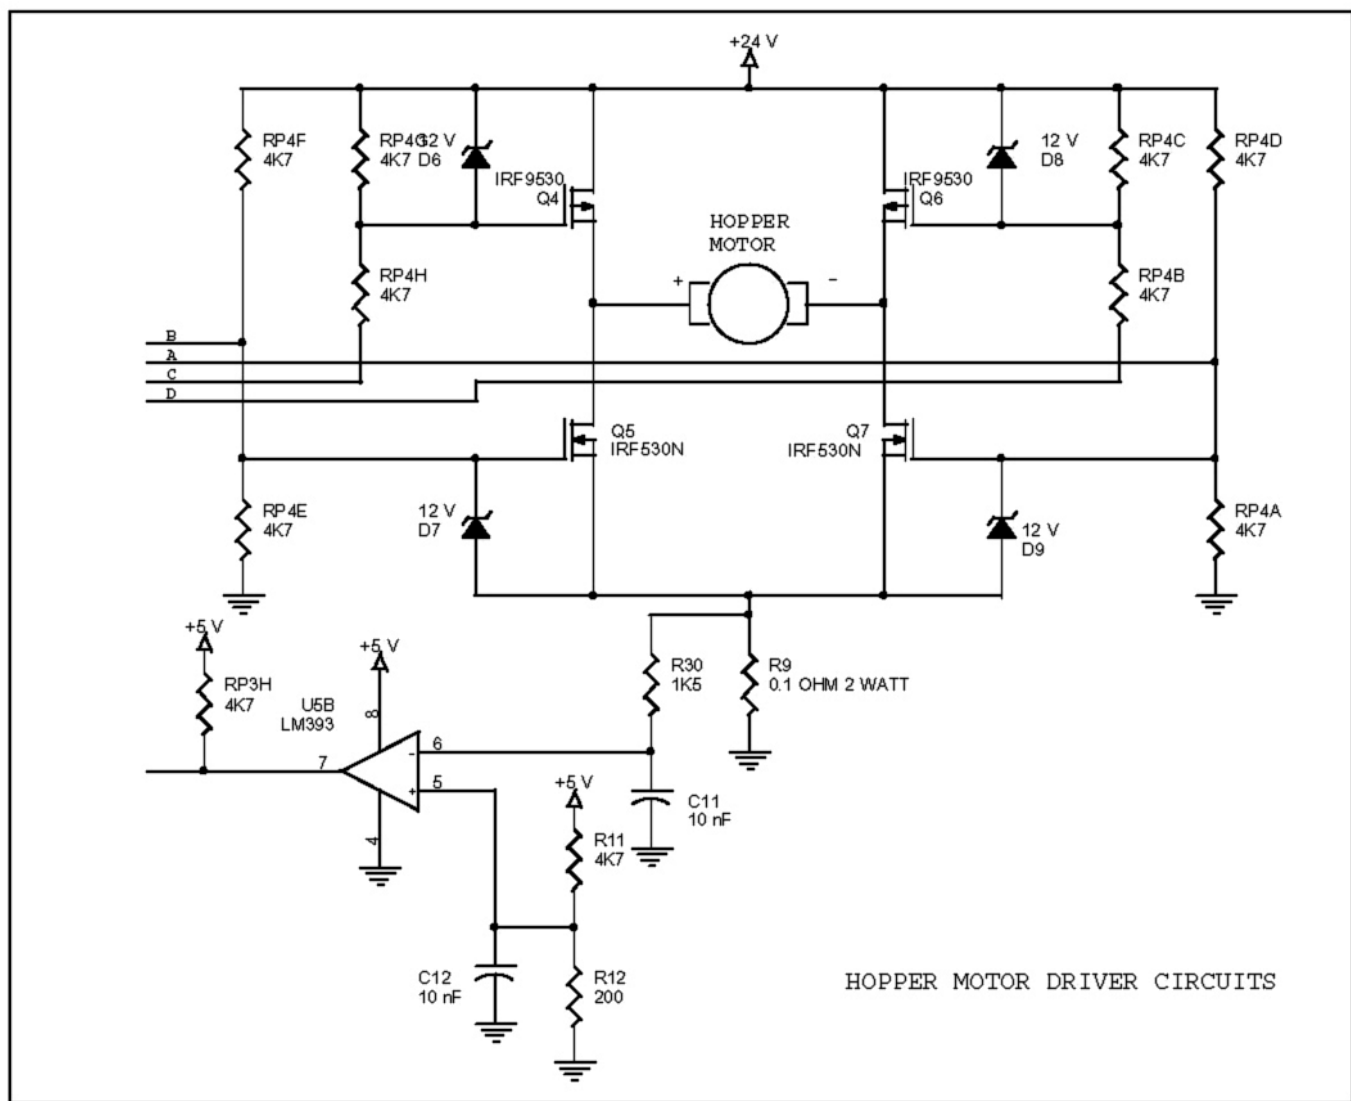 +24 V
RP4F
4K7
RP4G
4K7
12 V
D6
IRF9530
Q4
HOPPER
MOTOR
+
-
IRF9530
Q6
12 V
D8
RP4C
4K7
RP4D
4K7
RP4H
4K7
RP4B
4K7
B
A
C
D
Q5
IRF530N
Q7
IRF530N
RP4E
4K7
12 V
D7
12 V
D9
RP4A
4K7
+5 V
RP3H
4K7
+5 V
U5B
LM393
8
7
6
-
5
+
4
R30
1K5
R9
0.1 OHM 2 WATT
C11
10 nF
+5 V
R11
4K7
C12
10 nF
R12
200
HOPPER MOTOR DRIVER CIRCUITS